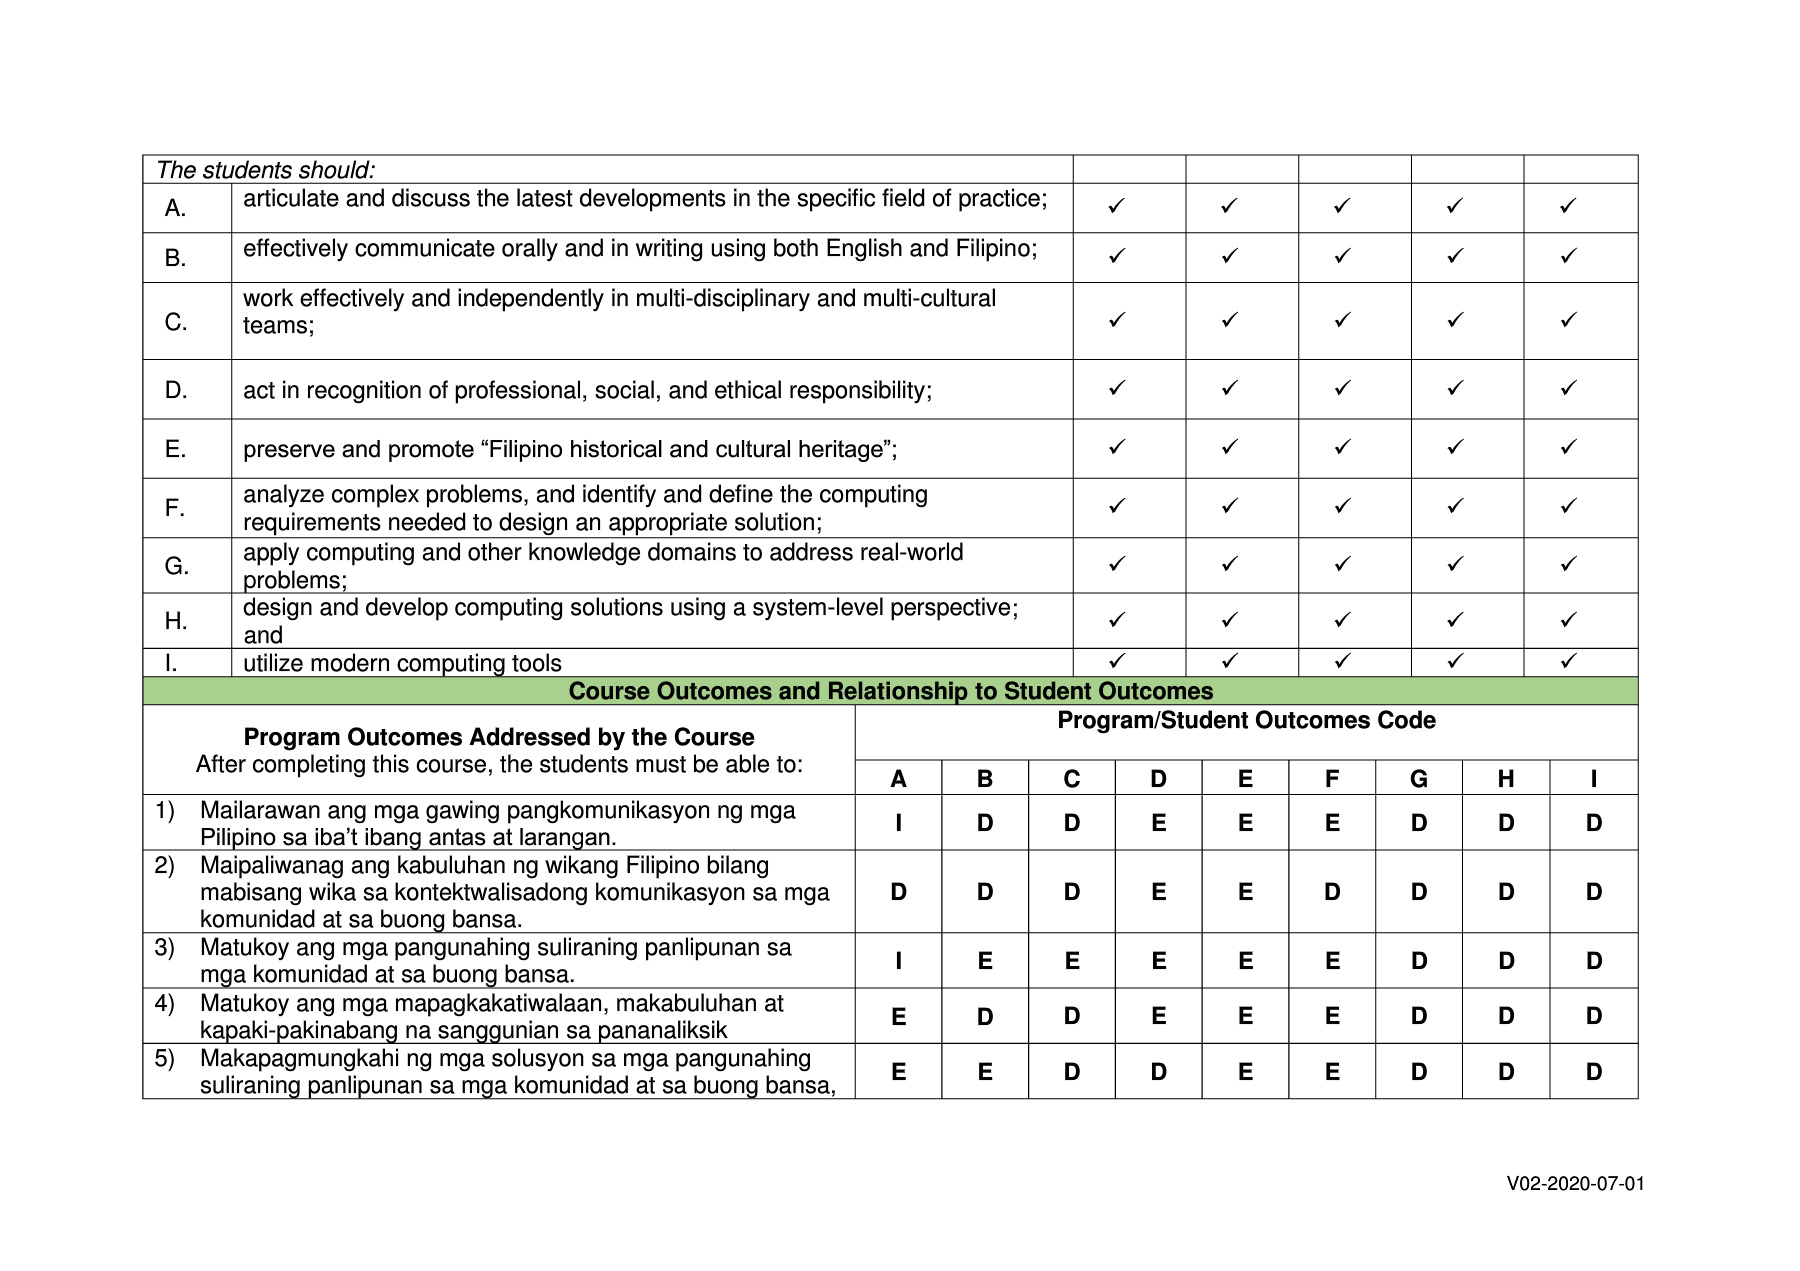 The students should:
A. articulate and discuss the latest developments in the specific field of practice; ✓ ✓ ✓ ✓ ✓
B. effectively communicate orally and in writing using both English and Filipino; ✓ ✓ ✓ ✓ ✓
C. work effectively and independently in multi-disciplinary and multi-cultural
teams; ✓ ✓ ✓ ✓ ✓
D. act in recognition of professional, social, and ethical responsibility; ✓ ✓ ✓ ✓ ✓
E. preserve and promote “Filipino historical and cultural heritage”; ✓ ✓ ✓ ✓ ✓
F. analyze complex problems, and identify and define the computing
requirements needed to design an appropriate solution; ✓ ✓ ✓ ✓ ✓
G. apply computing and other knowledge domains to address real-world
problems; ✓ ✓ ✓ ✓ ✓
H. design and develop computing solutions using a system-level perspective;
and ✓ ✓ ✓ ✓ ✓
I. utilize modern computing tools ✓ ✓ ✓ ✓ ✓
Course Outcomes and Relationship to Student Outcomes
Program Outcomes Addressed by the Course
After completing this course, the students must be able to:
Program/Student Outcomes Code
A B C D E F G H I
1) Mailarawan ang mga gawing pangkomunikasyon ng mga
Pilipino sa iba’t ibang antas at larangan.
I D D E E E D D D
2) Maipaliwanag ang kabuluhan ng wikang Filipino bilang
mabisang wika sa kontektwalisadong komunikasyon sa mga
komunidad at sa buong bansa.
D D D E E D D D D
3) Matukoy ang mga pangunahing suliraning panlipunan sa
mga komunidad at sa buong bansa.
I E E E E E D D D
4) Matukoy ang mga mapagkakatiwalaan, makabuluhan at
kapaki-pakinabang na sanggunian sa pananaliksik
E D D E E E D D D
5) Makapagmungkahi ng mga solusyon sa mga pangunahing
suliraning panlipunan sa mga komunidad at sa buong bansa,
E E D D E E D D D
V02-2020-07-01